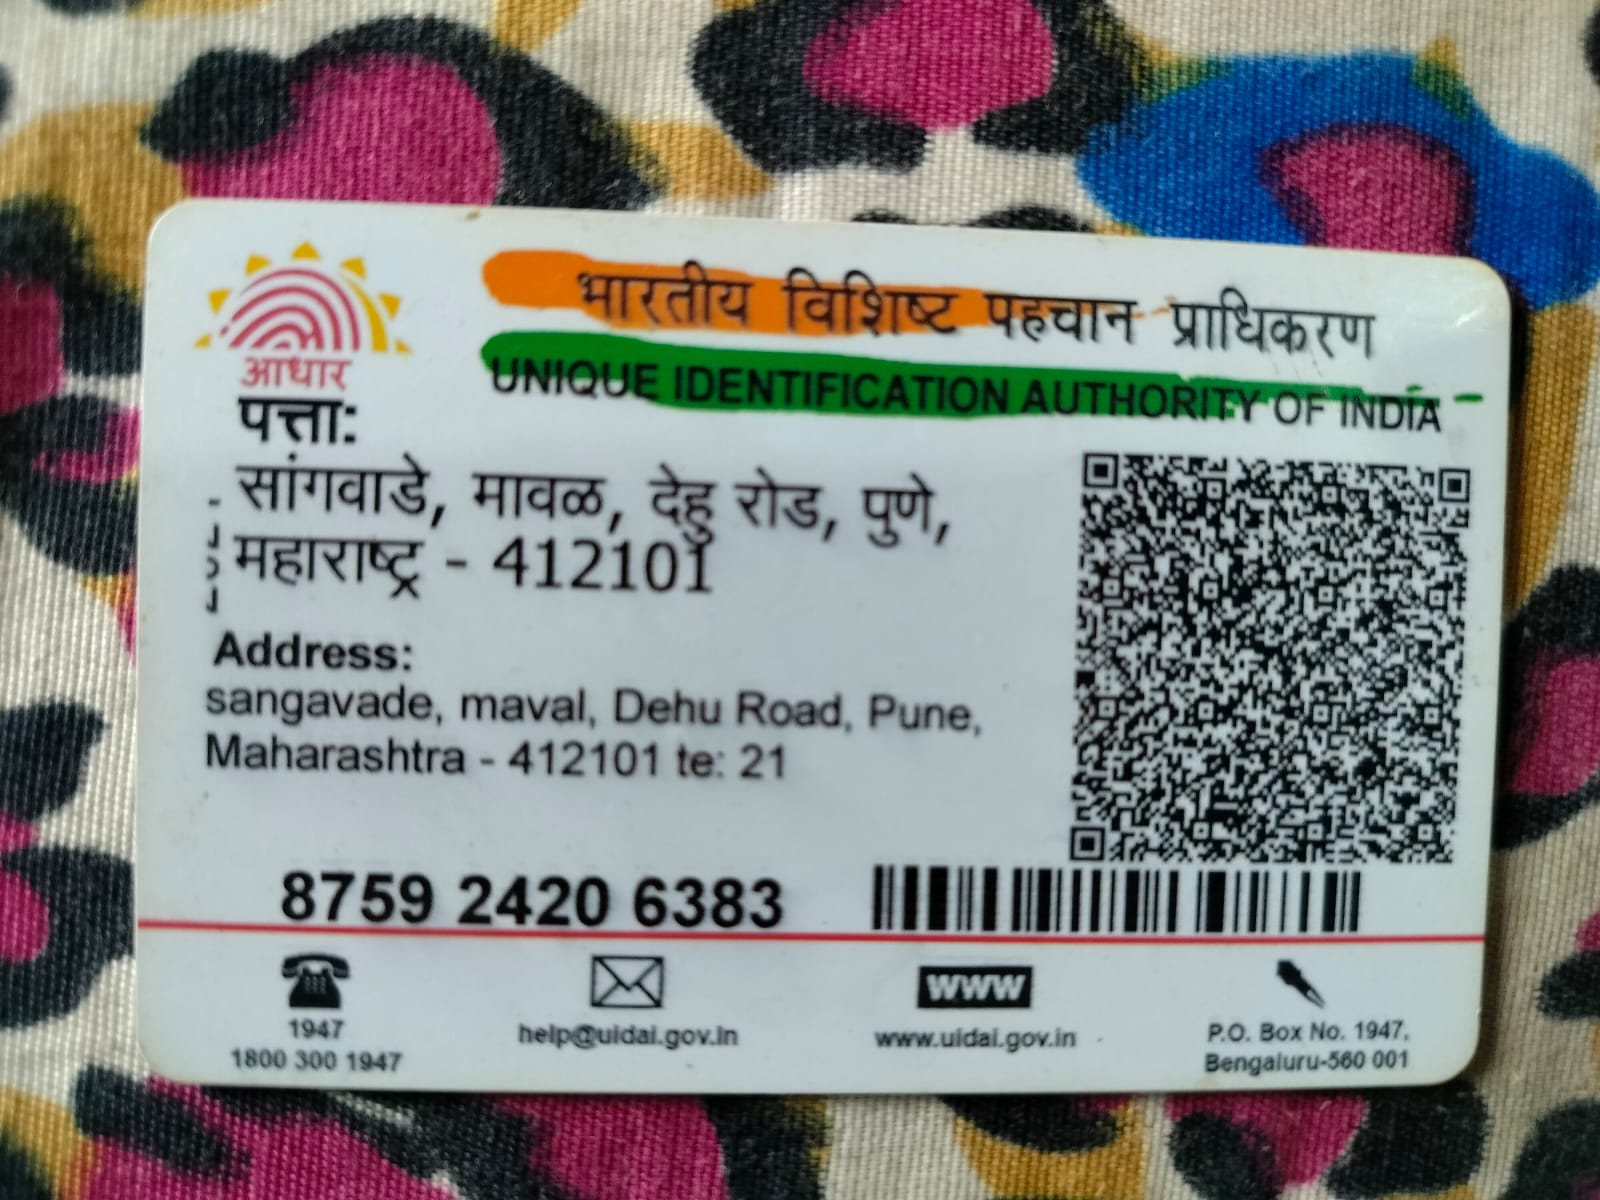 आधार
भारतीय विशिष्ट पहचान प्राधिकरण
UNIQUE IDENTIFICATION AUTHORITY OF INDIA
पत्ता:
सांगवाडे, मावळ, देहु रोड, पुणे,
महाराष्ट्र - 412101
Address:
sangavade, maval, Dehu Road, Pune,
Maharashtra - 412101 te: 21
8759 2420 6383
1947
1800 300 1947
help@uidai.gov.in
WWW
www.uidai.gov.in
P.O. Box No. 1947,
Bengaluru-560 001